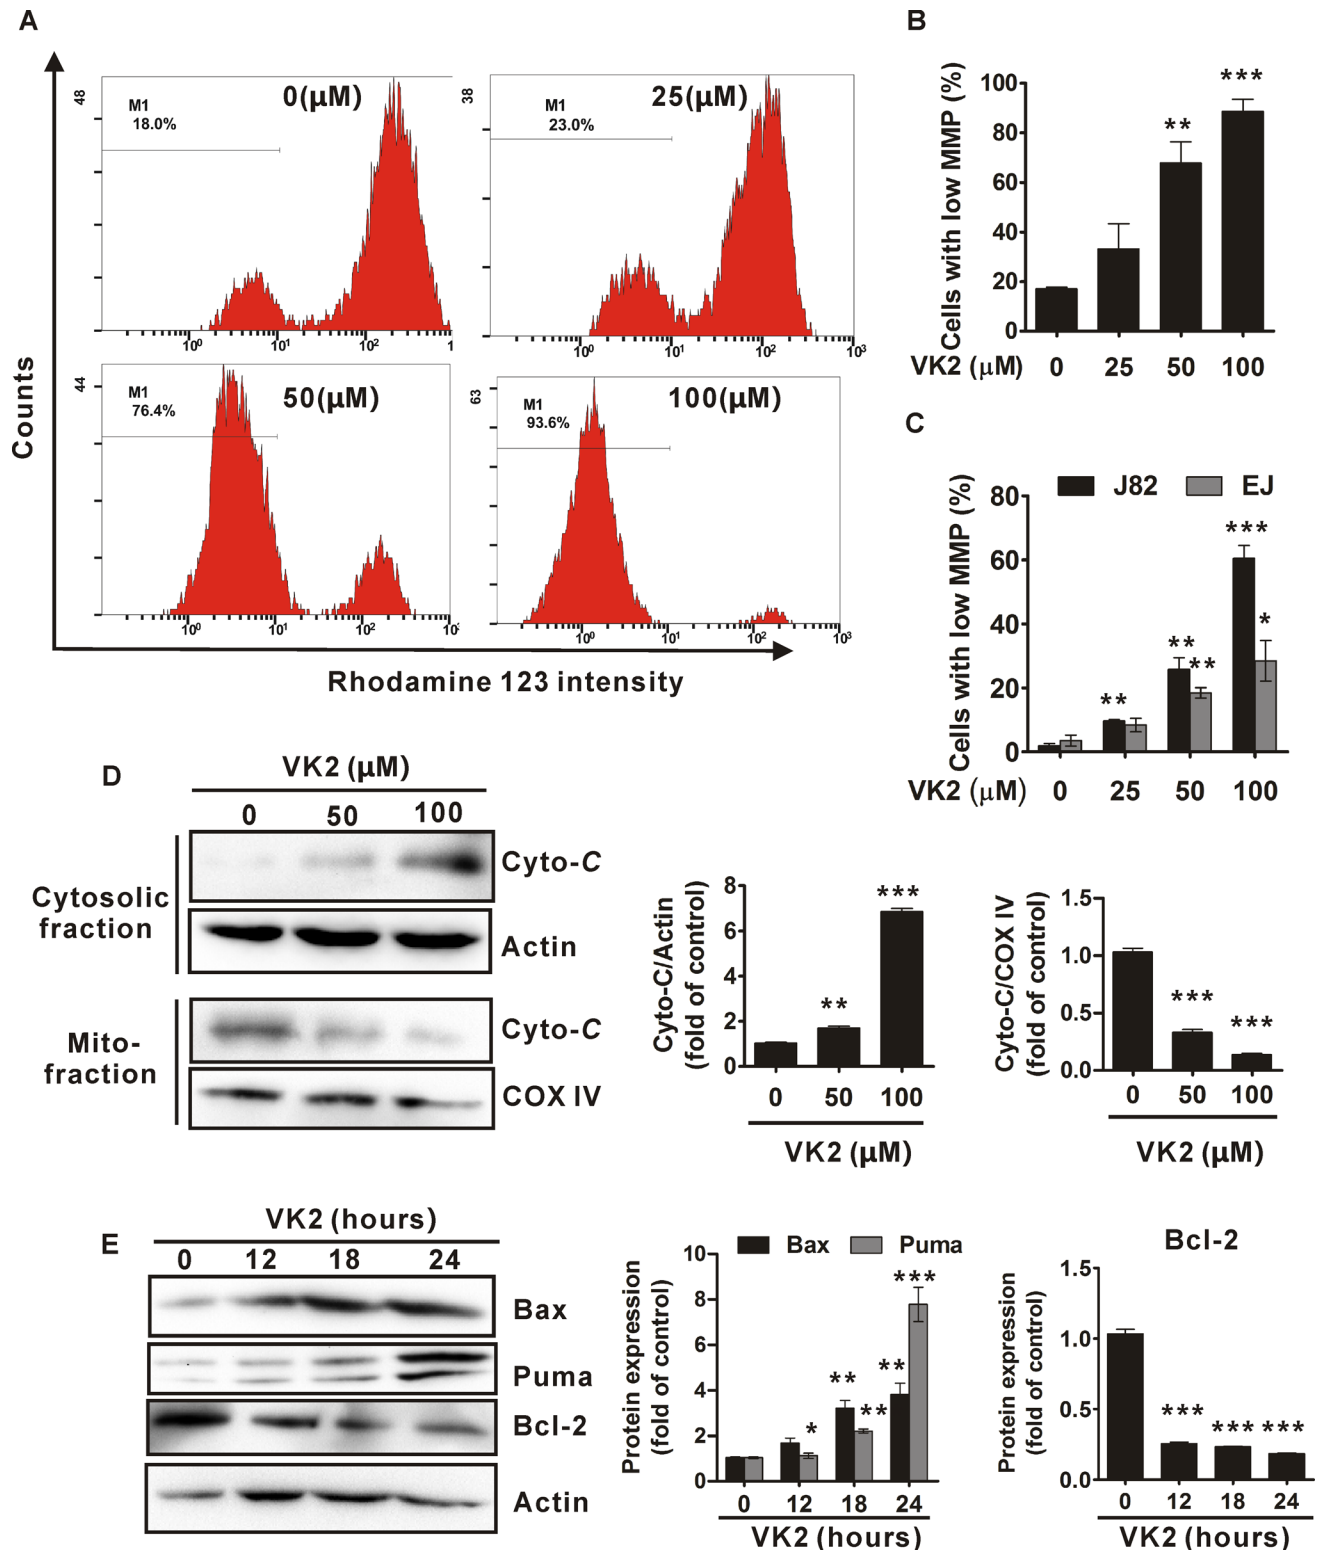 A
48
M1
18.0%
0(μM)
10⁰ 10¹ 10² 1
38
M1
23.0%
25(μM)
10⁰ 10¹ 10² 10³
44
M1
76.4%
50(μM)
10⁰ 10¹ 10²
63
M1
93.6%
100(μM)
10⁰ 10¹ 10² 10³
Counts
Rhodamine 123 intensity
B
Cells with low MMP (%)
100
80
60
40
20
0
** ***
VK2 (μM) 0 25 50 100
C
J82 EJ
Cells with low MMP (%)
80
60
40
20
0
** ** ** *** *
VK2 (μM) 0 25 50 100
D
VK2 (μM)
0 50 100
Cytosolic
fraction
Cyto-C
Actin
Mito-
fraction
Cyto-C
COX IV
Cyto-C/Actin
(fold of control)
8
6
4
2
0
** ***
0 50 100
VK2 (μM)
Cyto-C/COX IV
(fold of control)
1.5
1.0
0.5
0.0
*** ***
0 50 100
VK2 (μM)
E
VK2 (hours)
0 12 18 24
Bax
Puma
Bcl-2
Actin
Bax Puma
Protein expression
(fold of control)
10
8
6
4
2
0
* ** ** ** ***
0 12 18 24
VK2 (hours)
Bcl-2
Protein expression
(fold of control)
1.5
1.0
0.5
0.0
*** *** ***
0 12 18 24
VK2 (hours)